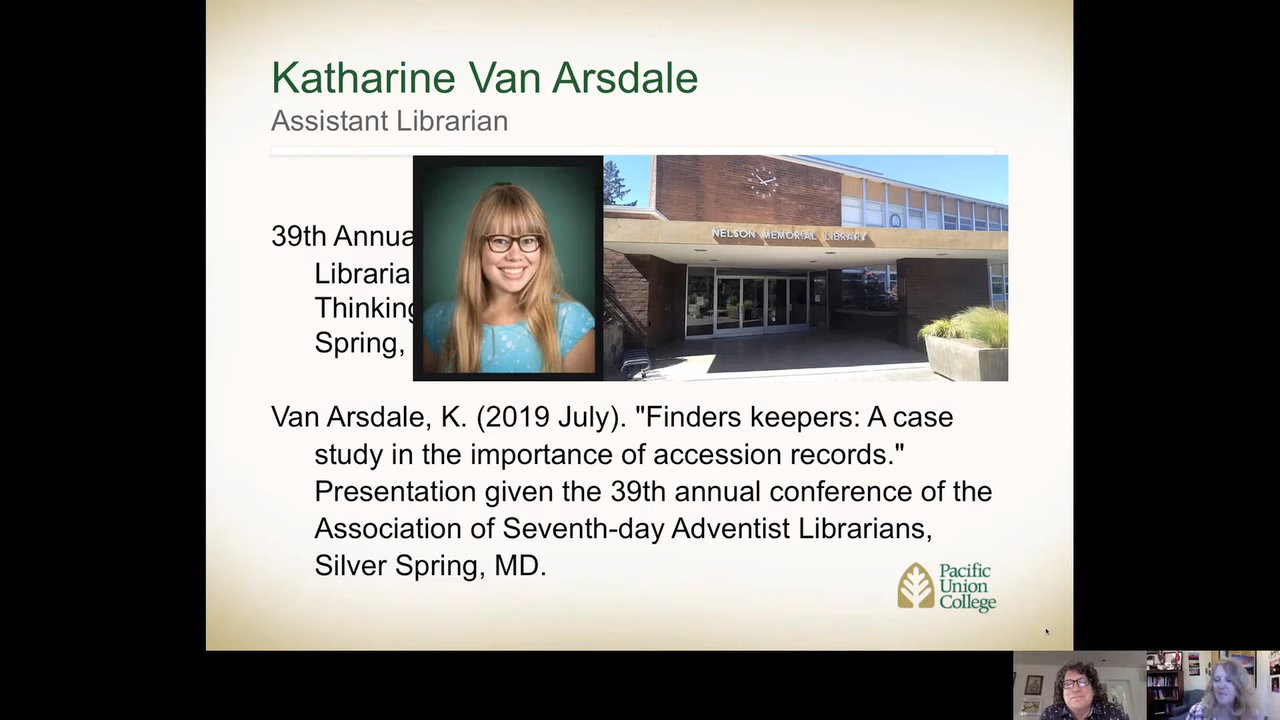 Katharine Van Arsdale
Assistant Librarian
NELSON MEMORIAL LIBRARY
39th Annua
Libraria
Thinking
Spring,
Van Arsdale, K. (2019 July). "Finders keepers: A case
study in the importance of accession records."
Presentation given the 39th annual conference of the
Association of Seventh-day Adventist Librarians,
Silver Spring, MD.
Pacific
Union
College